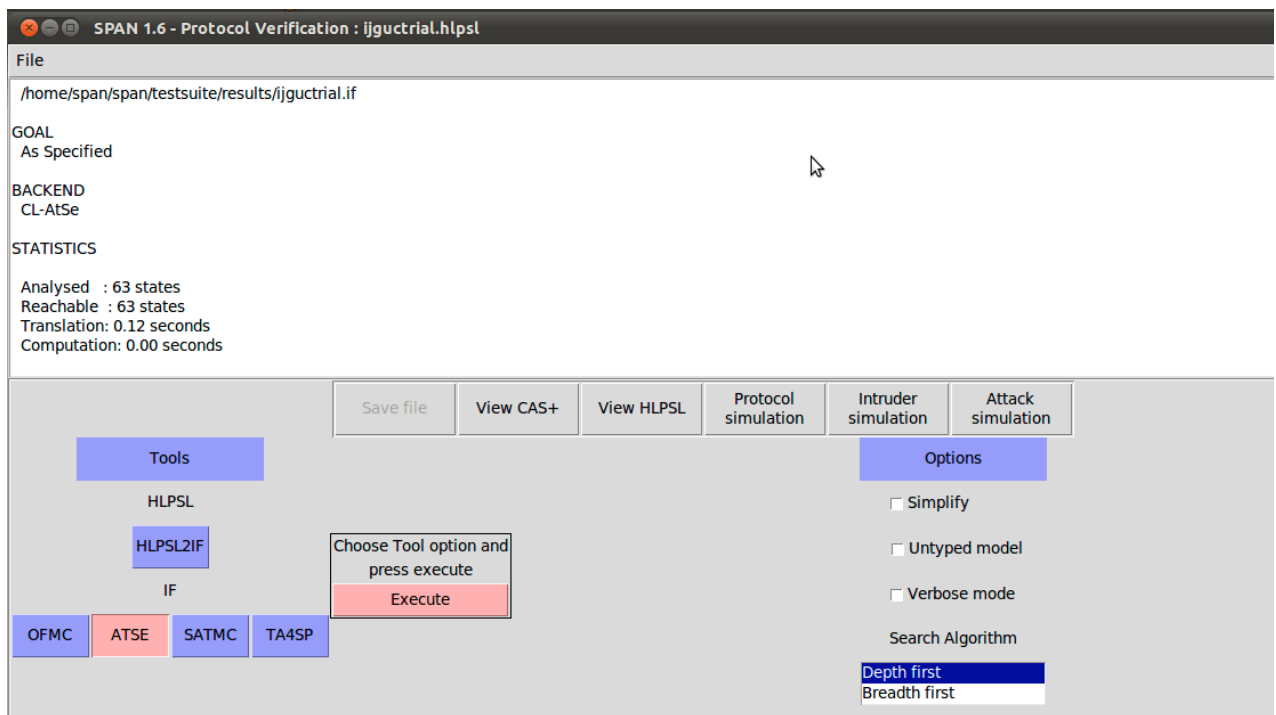 SPAN 1.6 - Protocol Verification : ijguctrial.hlpsl
File
/home/span/span/testsuite/results/ijguctrial.if
GOAL
As Specified
BACKEND
CL-AtSe
STATISTICS
Analysed : 63 states
Reachable : 63 states
Translation: 0.12 seconds
Computation: 0.00 seconds
Save file
View CAS+
View HLPSL
Protocol
simulation
Intruder
simulation
Attack
simulation
Tools
HLPSL
HLPSL2IF
IF
OFMC
ATSE
SATMC
TA4SP
Choose Tool option and
press execute
Execute
Options
Simplify
Untyped model
Verbose mode
Search Algorithm
Depth first
Breadth first